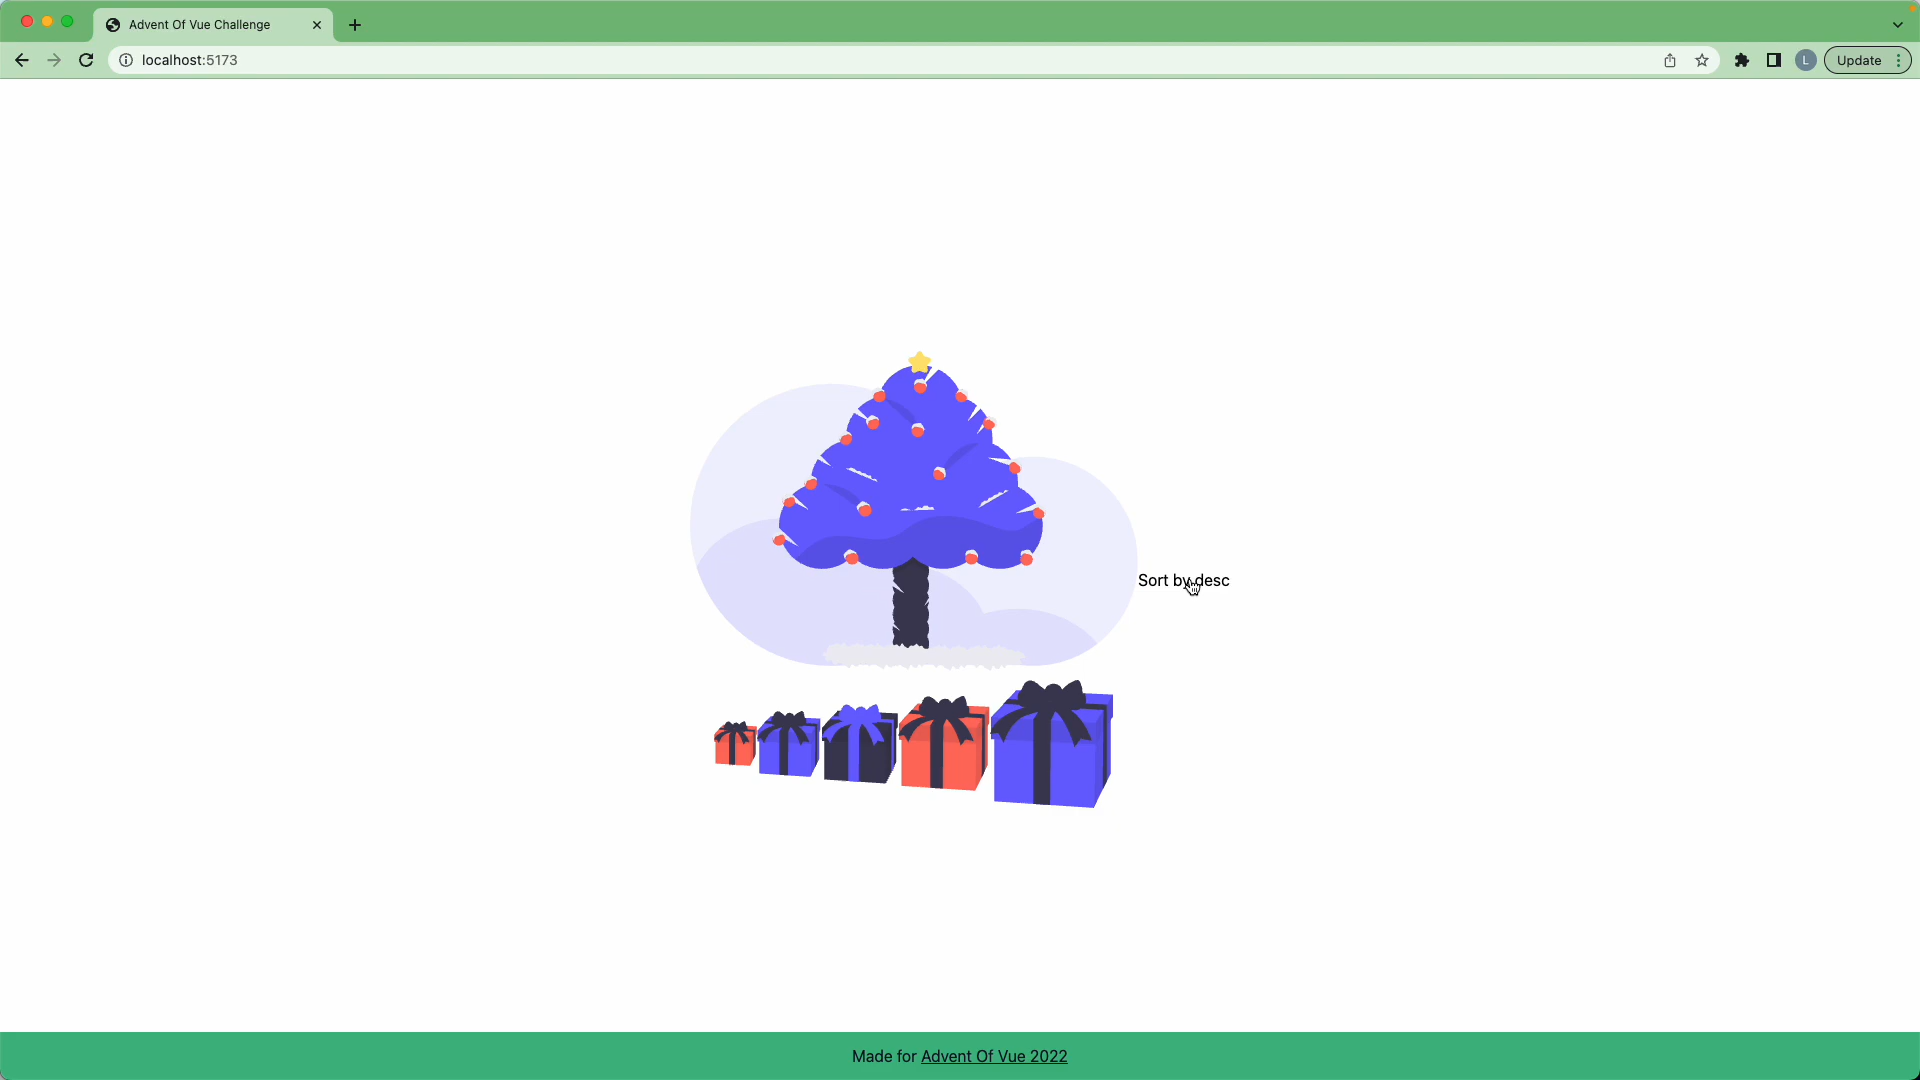 Advent Of Vue Challenge
localhost:5173
L
Update
Sort by desc
Made for Advent Of Vue 2022